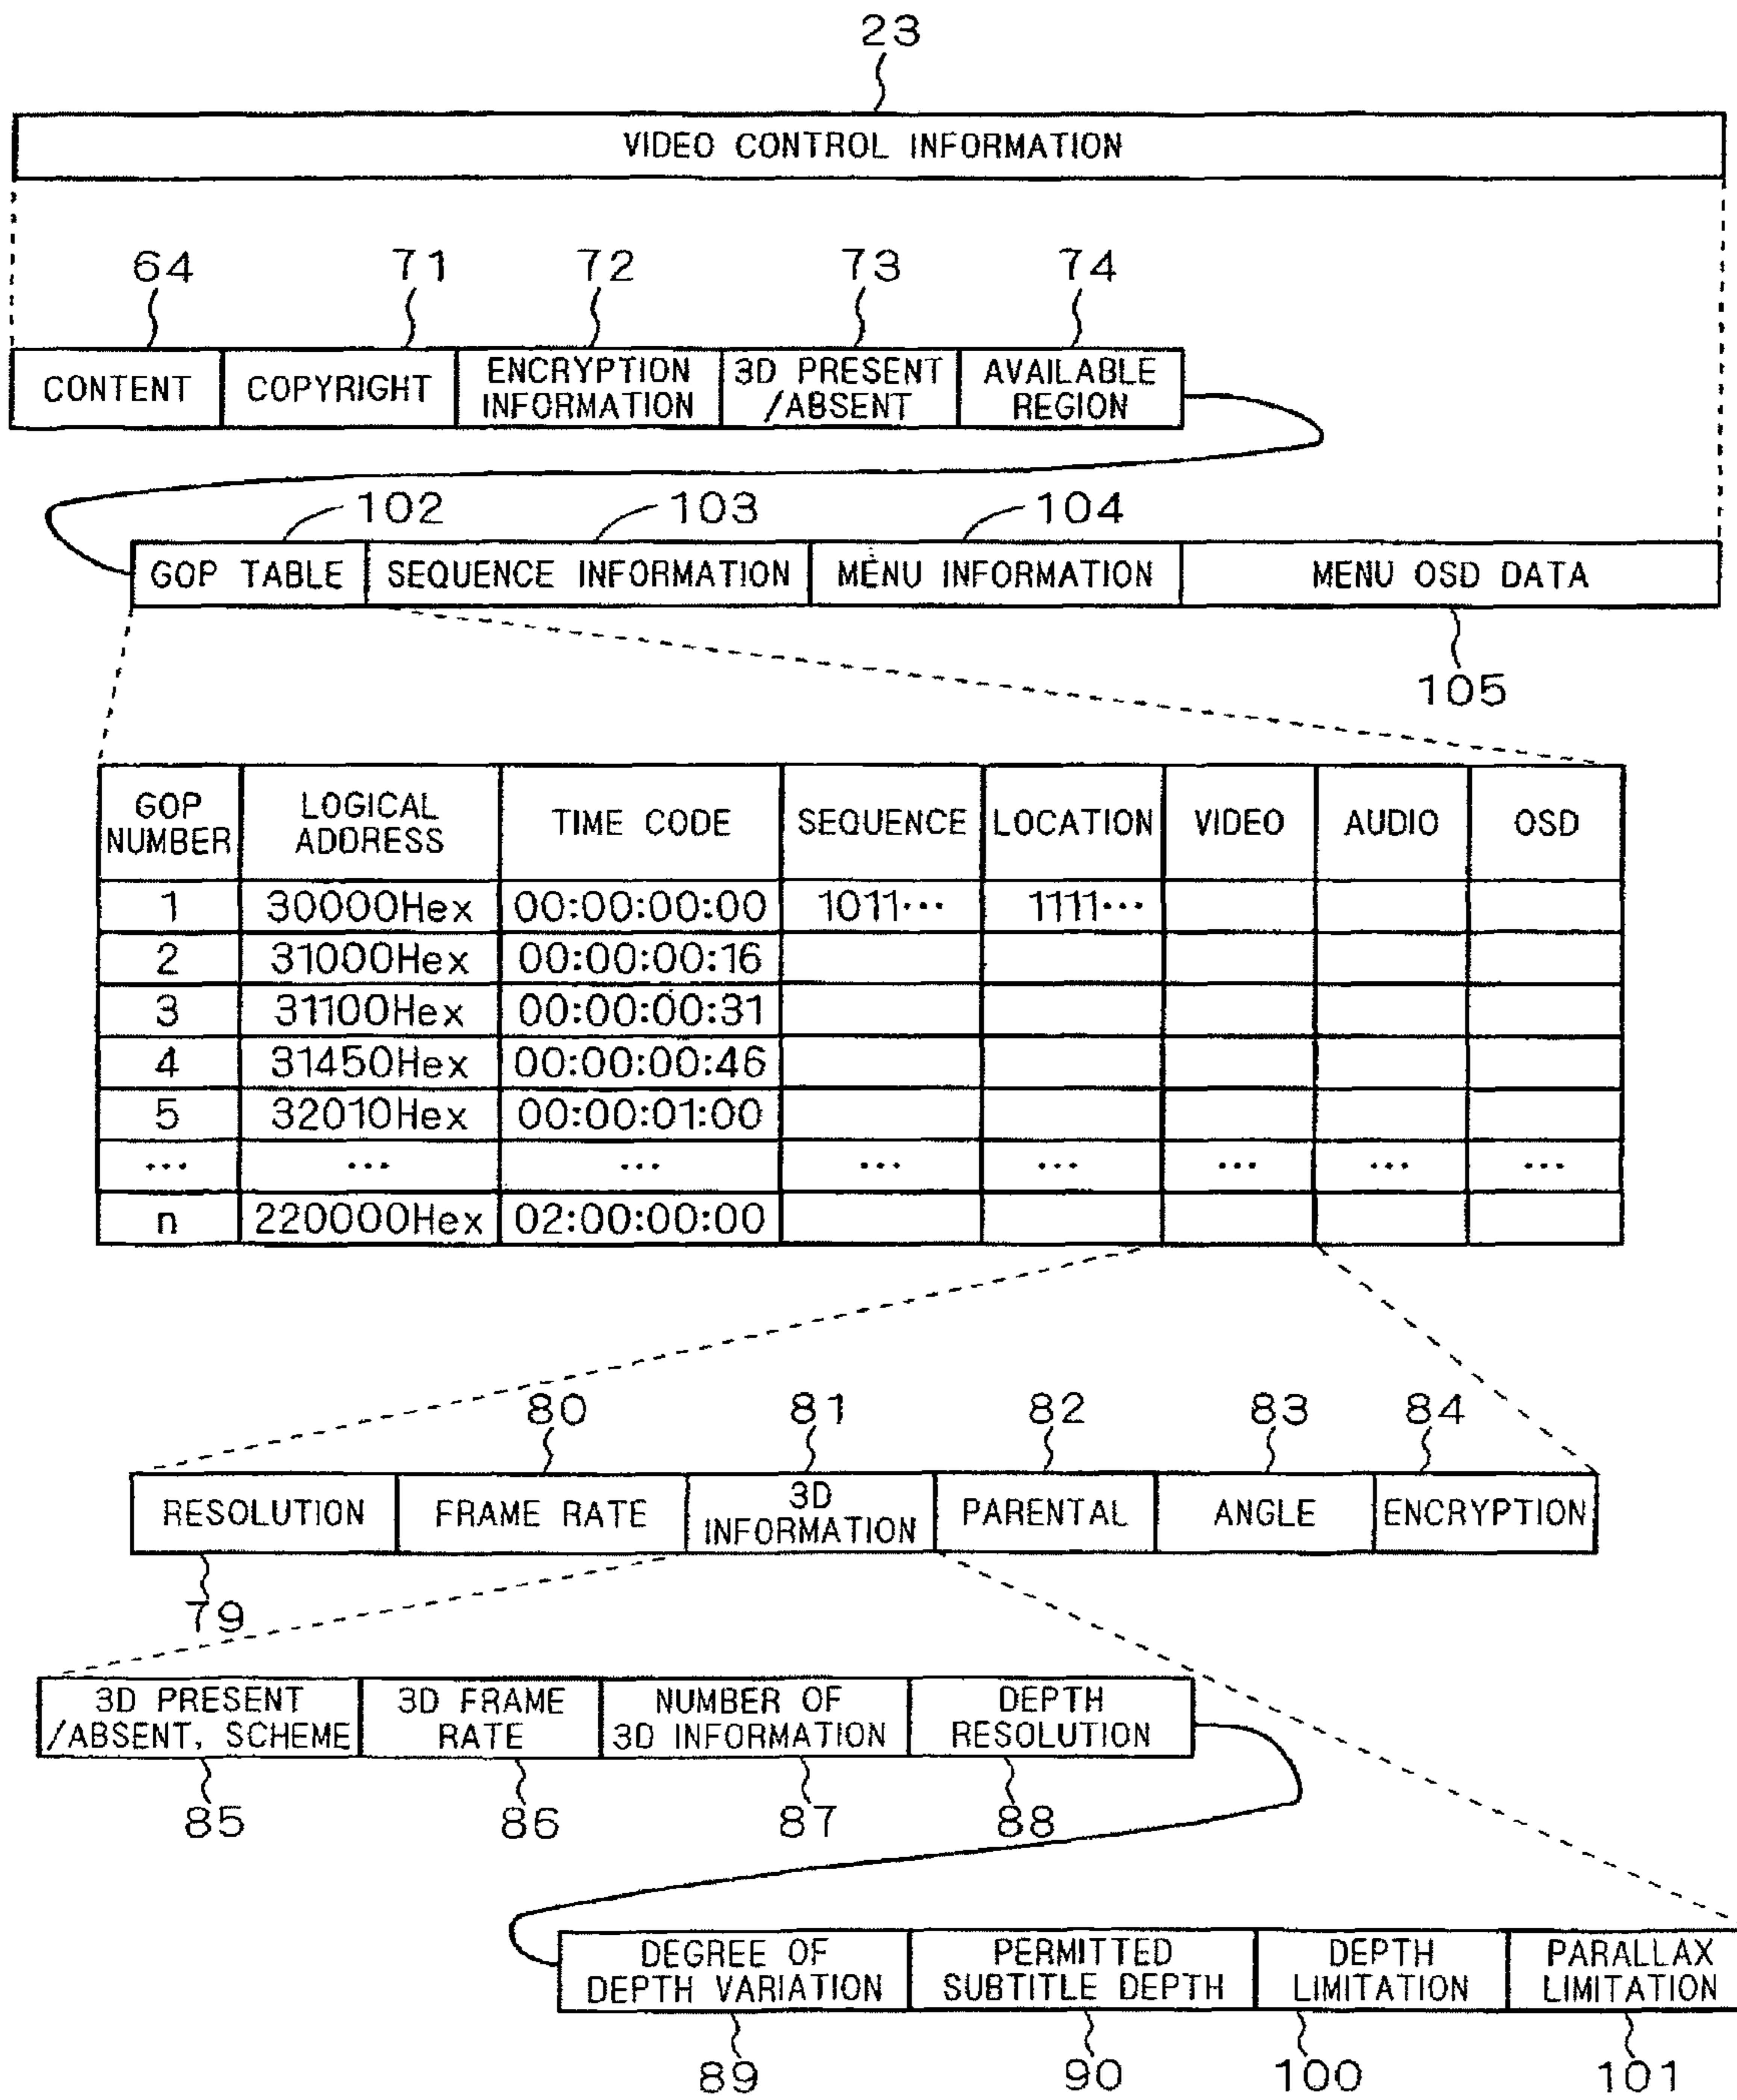 23
VIDEO CONTROL INFORMATION
64 71 72 73 74
CONTENT COPYRIGHT ENCRYPTION INFORMATION 3D PRESENT /ABSENT AVAILABLE REGION
102 103 104
GOP TABLE SEQUENCE INFORMATION MENU INFORMATION MENU OSD DATA
105
GOP NUMBER LOGICAL ADDRESS TIME CODE SEQUENCE LOCATION VIDEO AUDIO OSD
1 30000Hex 00:00:00:00 1011··· 1111···
2 31000Hex 00:00:00:16
3 31100Hex 00:00:00:31
4 31450Hex 00:00:00:46
5 32010Hex 00:00:01:00
··· ··· ··· ··· ··· ··· ··· ···
n 220000Hex 02:00:00:00
80 81 82 83 84
RESOLUTION FRAME RATE 3D INFORMATION PARENTAL ANGLE ENCRYPTION
79
3D PRESENT /ABSENT, SCHEME 3D FRAME RATE NUMBER OF 3D INFORMATION DEPTH RESOLUTION
85 86 87 88
DEGREE OF DEPTH VARIATION PERMITTED SUBTITLE DEPTH DEPTH LIMITATION PARALLAX LIMITATION
89 90 100 101